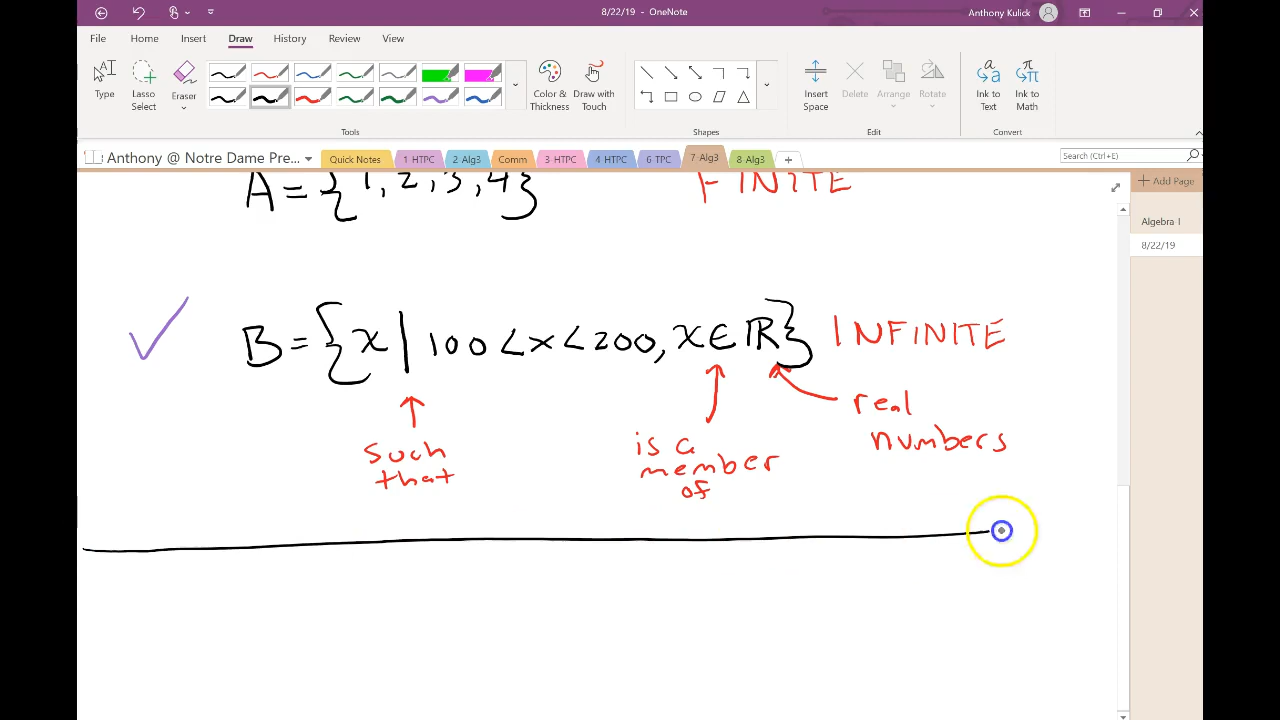 8/22/19 - OneNote
Anthony Kulick
File Home Insert Draw History Review View
Type
Lasso Select
Eraser
Color & Thickness
Draw with Touch
Insert Space
Delete
Arrange
Rotate
Ink to Text
Ink to Math
Tools
Shapes
Edit
Convert
Anthony @ Notre Dame Pre...
Quick Notes 1 HTPC 2 Alg3 Comm 3 HTPC 4 HTPC 6 TPC 7 Alg3 8 Alg3 +
Search (Ctrl+E)
+ Add Page
Algebra I
8/22/19
A = {1, 2, 3, 4} FINITE
B = {x | 100 < x < 200, x ∈ ℝ} INFINITE
such
that
is a
member
of
real
numbers